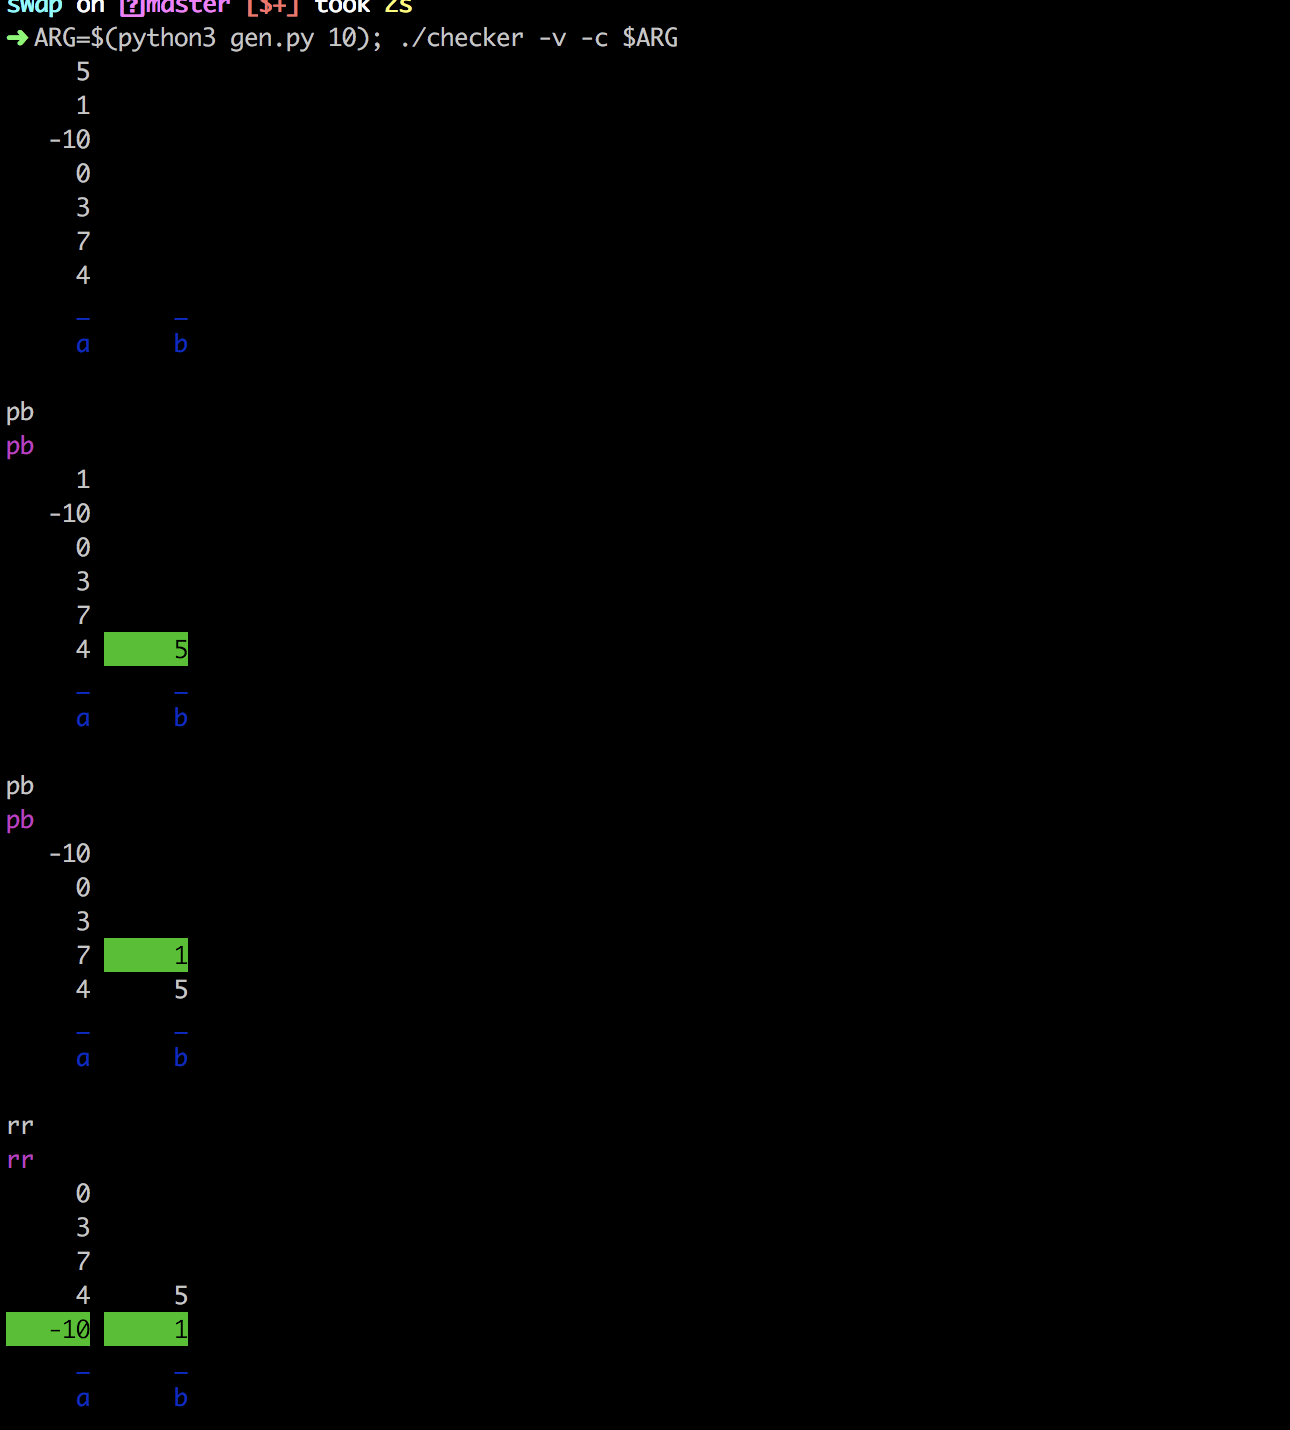 swap on [?]master [$+] took 2s
➜ ARG=$(python3 gen.py 10); ./checker -v -c $ARG
5
1
-10
0
3
7
4
_ _
a b
pb
pb
1
-10
0
3
7
4 5
_ _
a b
pb
pb
-10
0
3
7 1
4 5
_ _
a b
rr
rr
0
3
7
4 5
-10 1
_ _
a b